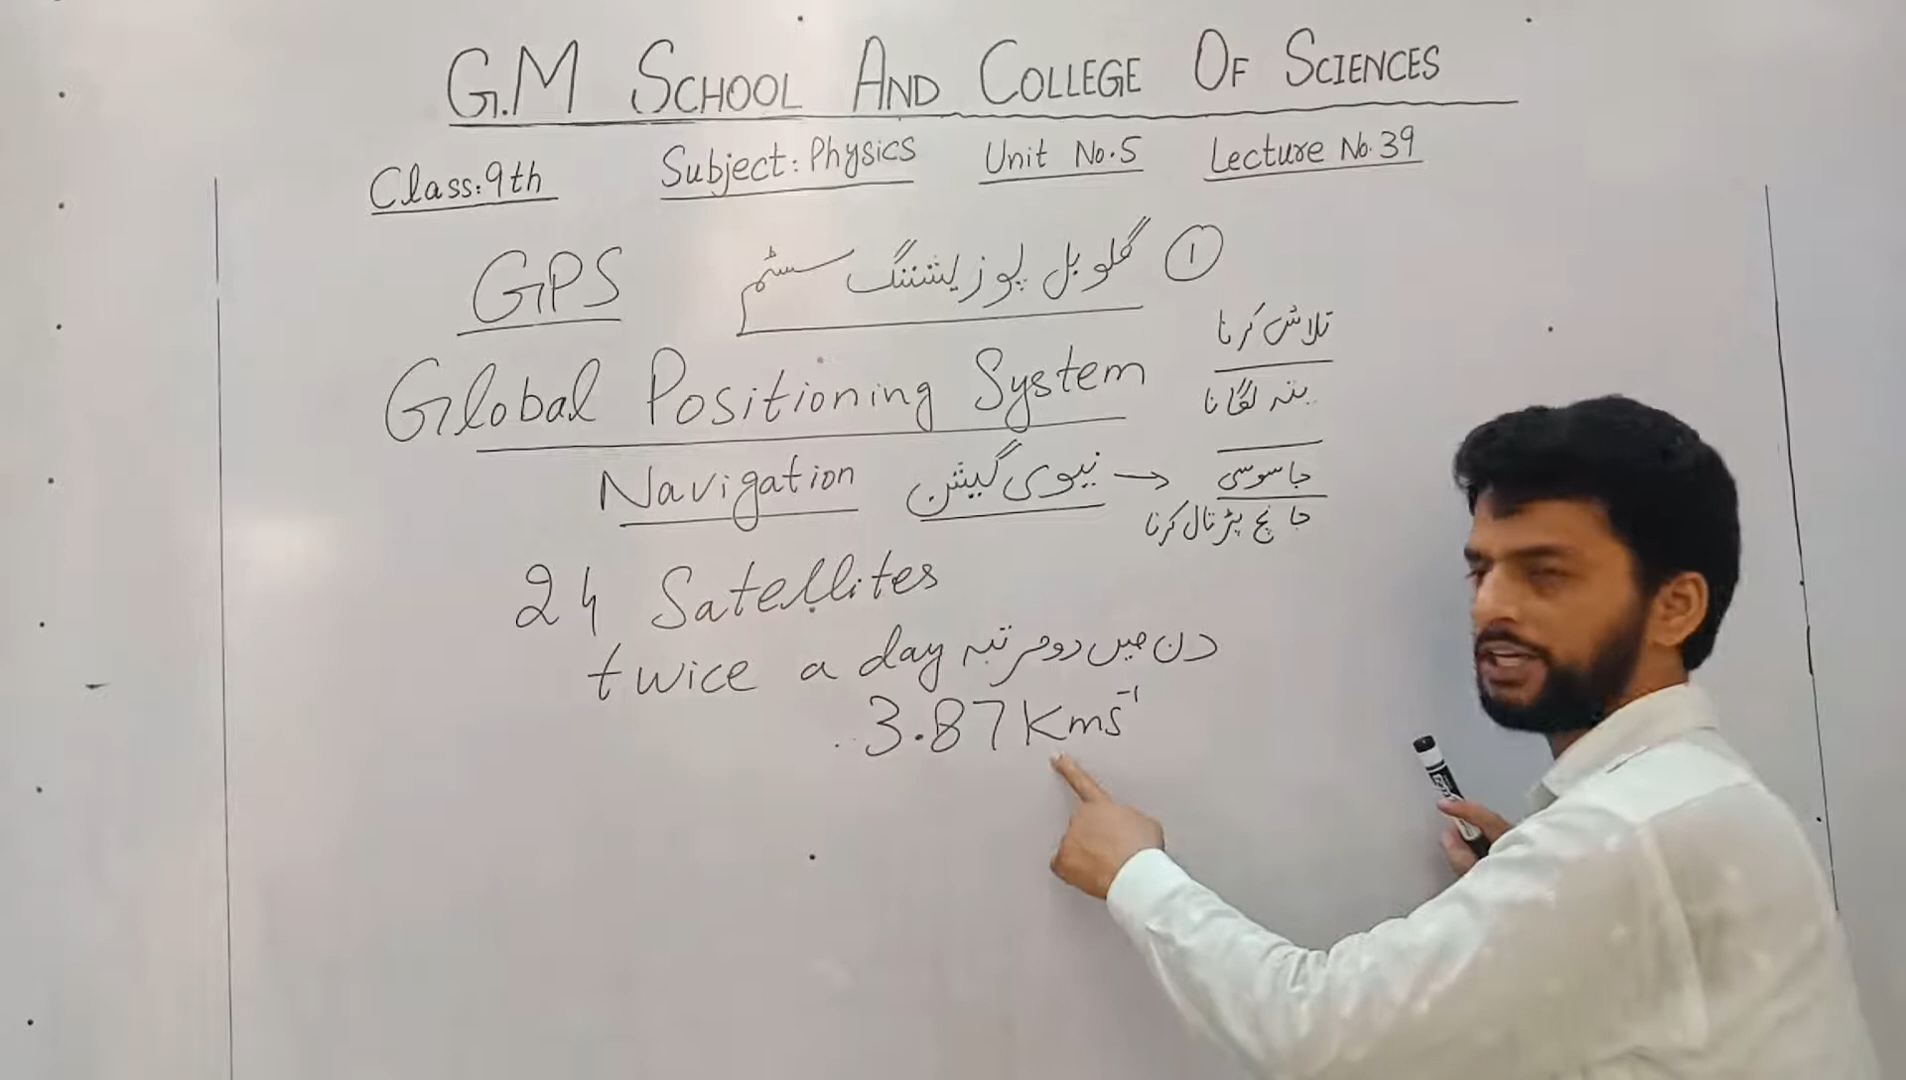 G.M SCHOOL AND COLLEGE OF SCIENCES
Class: 9th Subject: Physics Unit No. 5 Lecture No. 39
GPS گلوبل پوزیشننگ سسٹم ①
Global Positioning System
تلاش کرنا
پتہ لگانا
Navigation نیوی گیشن →
جاسوسی
جانچ پڑتال کرنا
24 Satellites
twice a day دن میں دو مرتبہ
3.87 Kms⁻¹